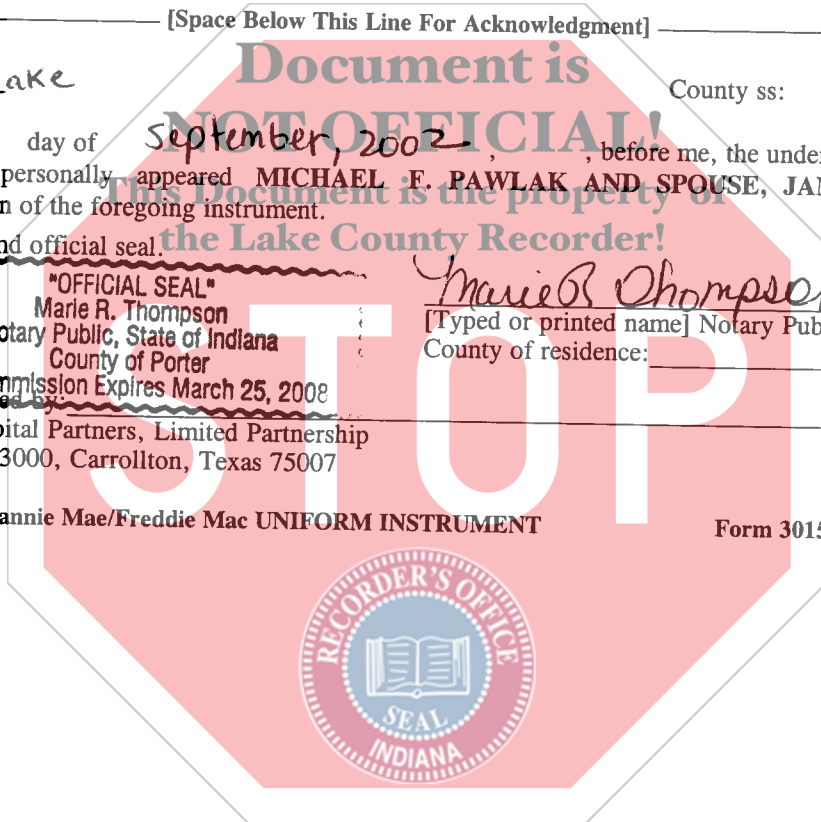 [Space Below This Line For Acknowledgment]
Document is
ake
County ss:
NOT OFFICIAL!
day of September, 2002 , , before me, the under
personally appeared MICHAEL F. PAWLAK AND SPOUSE, JAN
This Document is the property of
n of the foregoing instrument.
nd official seal.
the Lake County Recorder!
"OFFICIAL SEAL"
Marie R. Thompson
otary Public, State of Indiana
County of Porter
mmission Expires March 25, 2008
Marie R Thompson
[Typed or printed name] Notary Pub
County of residence:
ed by:
pital Partners, Limited Partnership
3000, Carrollton, Texas 75007
STOP
annie Mae/Freddie Mac UNIFORM INSTRUMENT
Form 3015
RECORDER'S OFFICE
SEAL
INDIANA